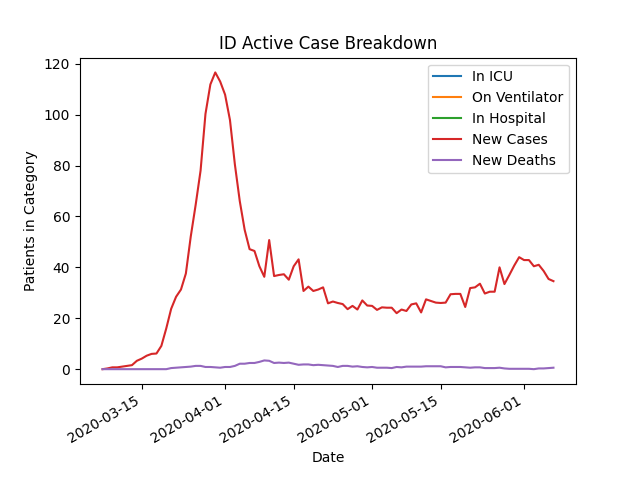 ID Active Case Breakdown
120
100
80
60
40
20
0
Patients in Category
In ICU
On Ventilator
In Hospital
New Cases
New Deaths
2020-03-15
2020-04-01
2020-04-15
2020-05-01
2020-05-15
2020-06-01
Date